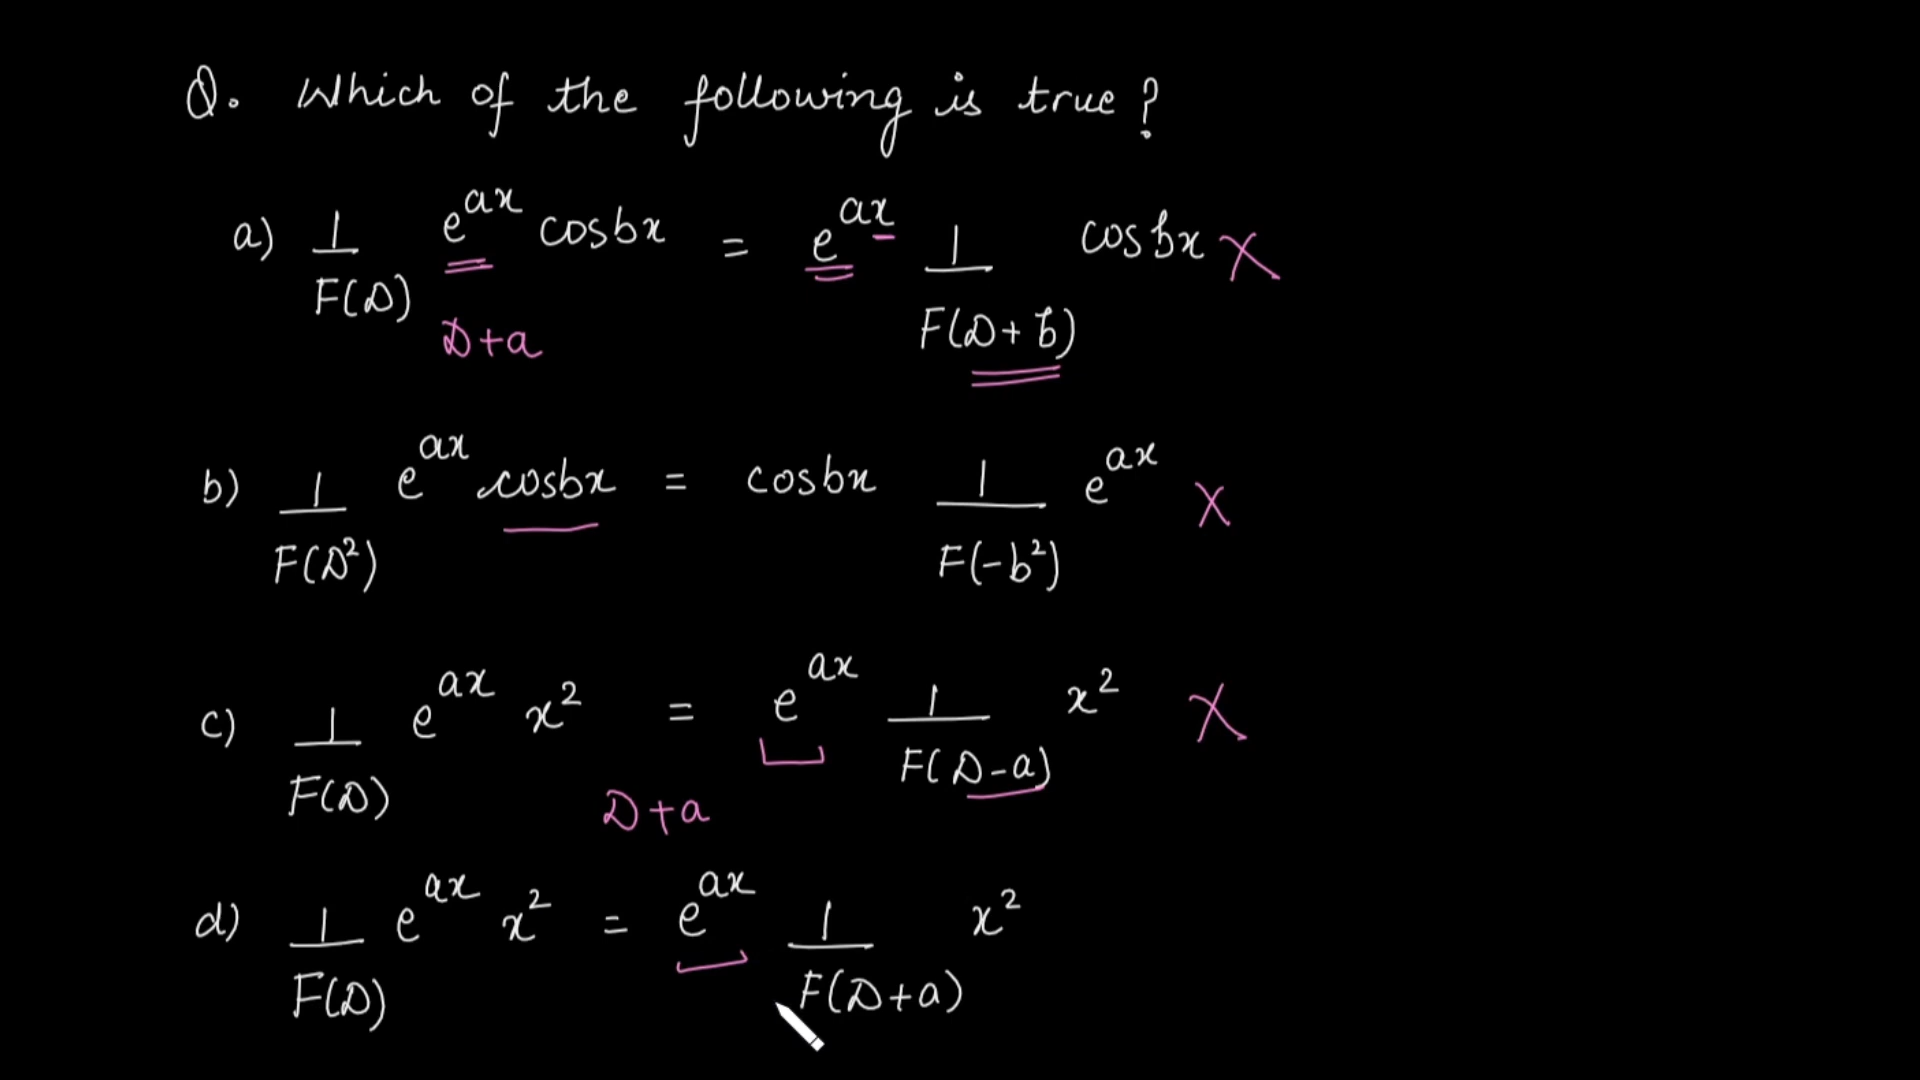 Q. Which of the following is true?
a) 1/F(D) e^{ax} cosbx = e^{ax} 1/F(D+b) cosbx X
D+a
b) 1/F(D²) e^{ax} cosbx = cosbx 1/F(-b²) e^{ax} X
c) 1/F(D) e^{ax} x² = e^{ax} 1/F(D-a) x² X
D+a
d) 1/F(D) e^{ax} x² = e^{ax} 1/F(D+a) x²